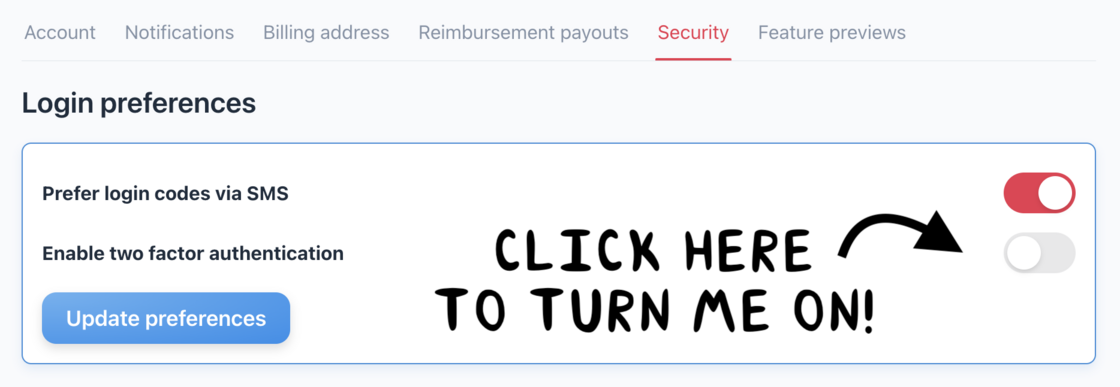 Account Notifications Billing address Reimbursement payouts Security Feature previews
Login preferences
Prefer login codes via SMS
Enable two factor authentication
CLICK HERE
TO TURN ME ON!
Update preferences